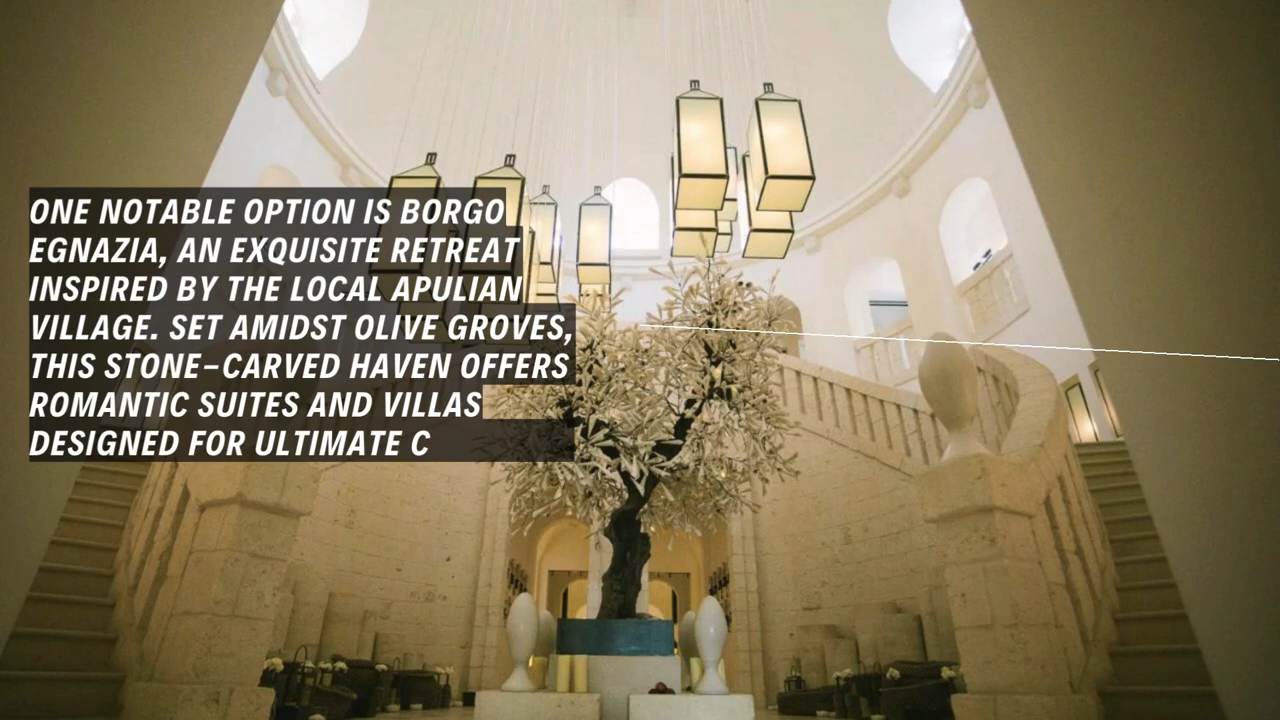 ONE NOTABLE OPTION IS BORGO
EGNAZIA, AN EXQUISITE RETREAT
INSPIRED BY THE LOCAL APULIAN
VILLAGE. SET AMIDST OLIVE GROVES,
THIS STONE-CARVED HAVEN OFFERS
ROMANTIC SUITES AND VILLAS
DESIGNED FOR ULTIMATE C